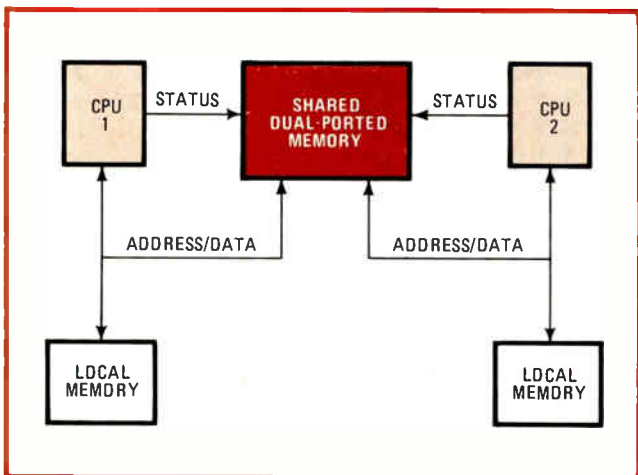 CPU
1
STATUS
SHARED
DUAL-PORTED
MEMORY
STATUS
CPU
2
ADDRESS/DATA
ADDRESS/DATA
LOCAL
MEMORY
LOCAL
MEMORY